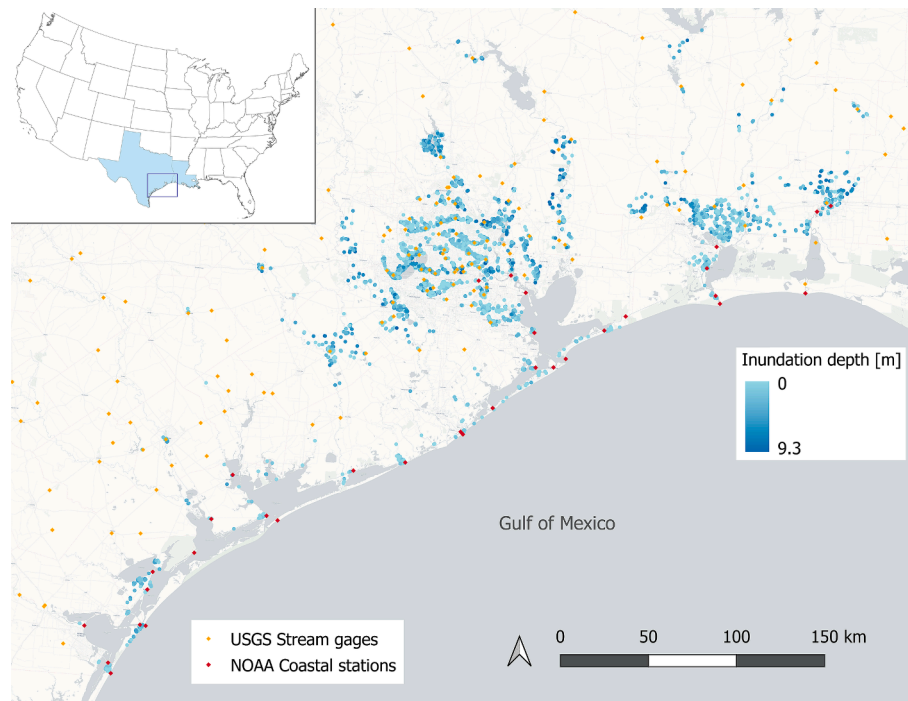 Inundation depth [m]
0
9.3
Gulf of Mexico
USGS Stream gages
NOAA Coastal stations
0 50 100 150 km